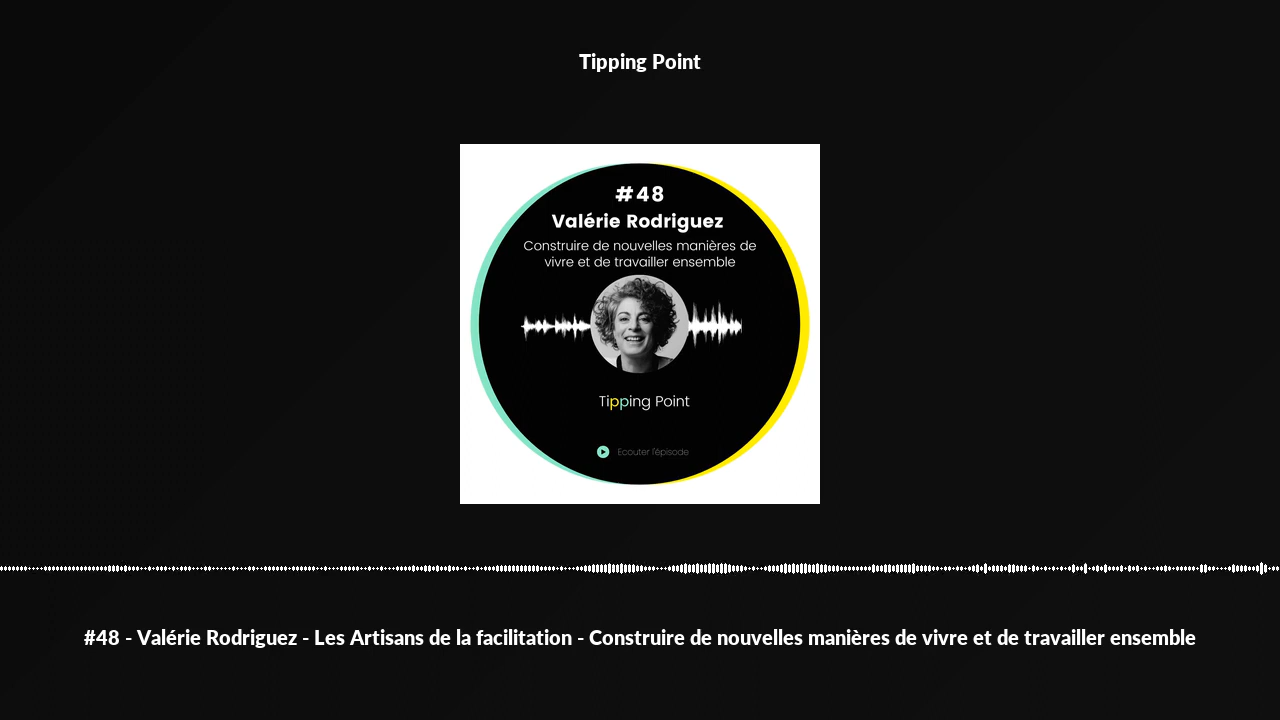 Tipping Point
#48
Valérie Rodriguez
Construire de nouvelles manières de
vivre et de travailler ensemble
Tipping Point
Ecouter l'épisode
#48 - Valérie Rodriguez - Les Artisans de la facilitation - Construire de nouvelles manières de vivre et de travailler ensemble